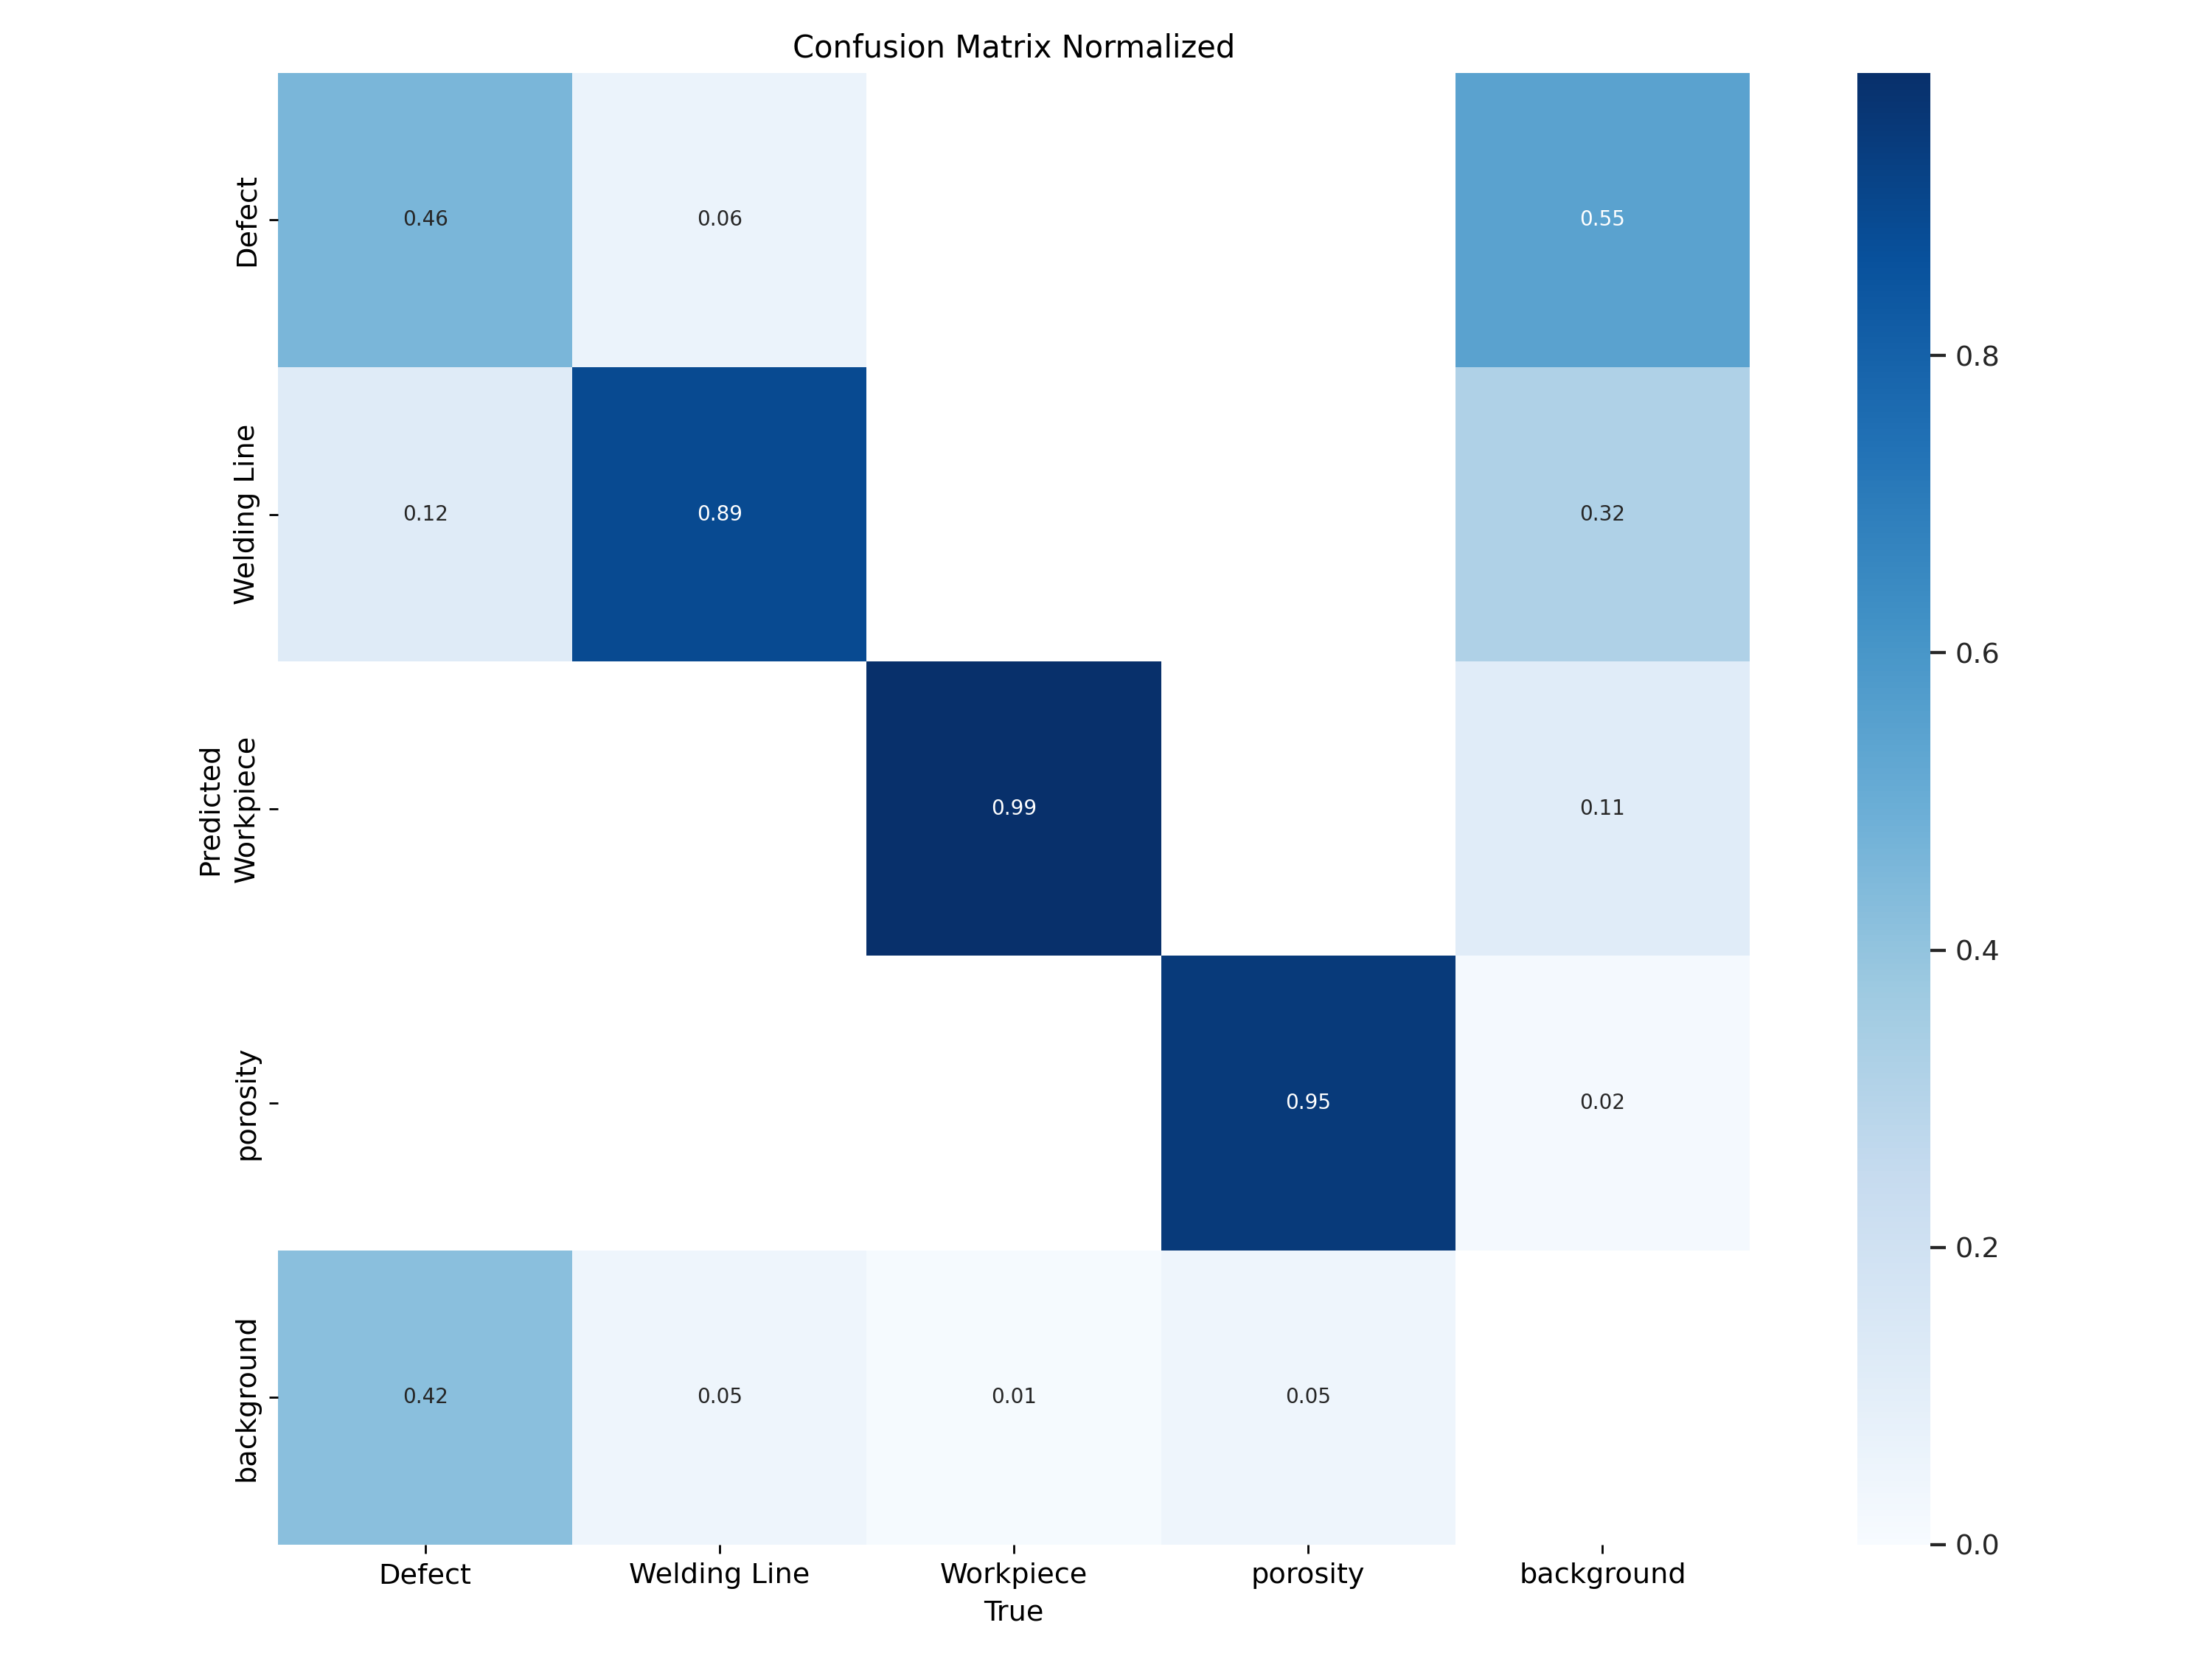 Confusion Matrix Normalized
Defect
0.46
0.06
0.55
0.8
Welding Line
0.12
0.89
0.32
0.6
Predicted
Workpiece
0.99
0.11
0.4
porosity
0.95
0.02
0.2
background
0.42
0.05
0.01
0.05
0.0
Defect
Welding Line
Workpiece
porosity
background
True